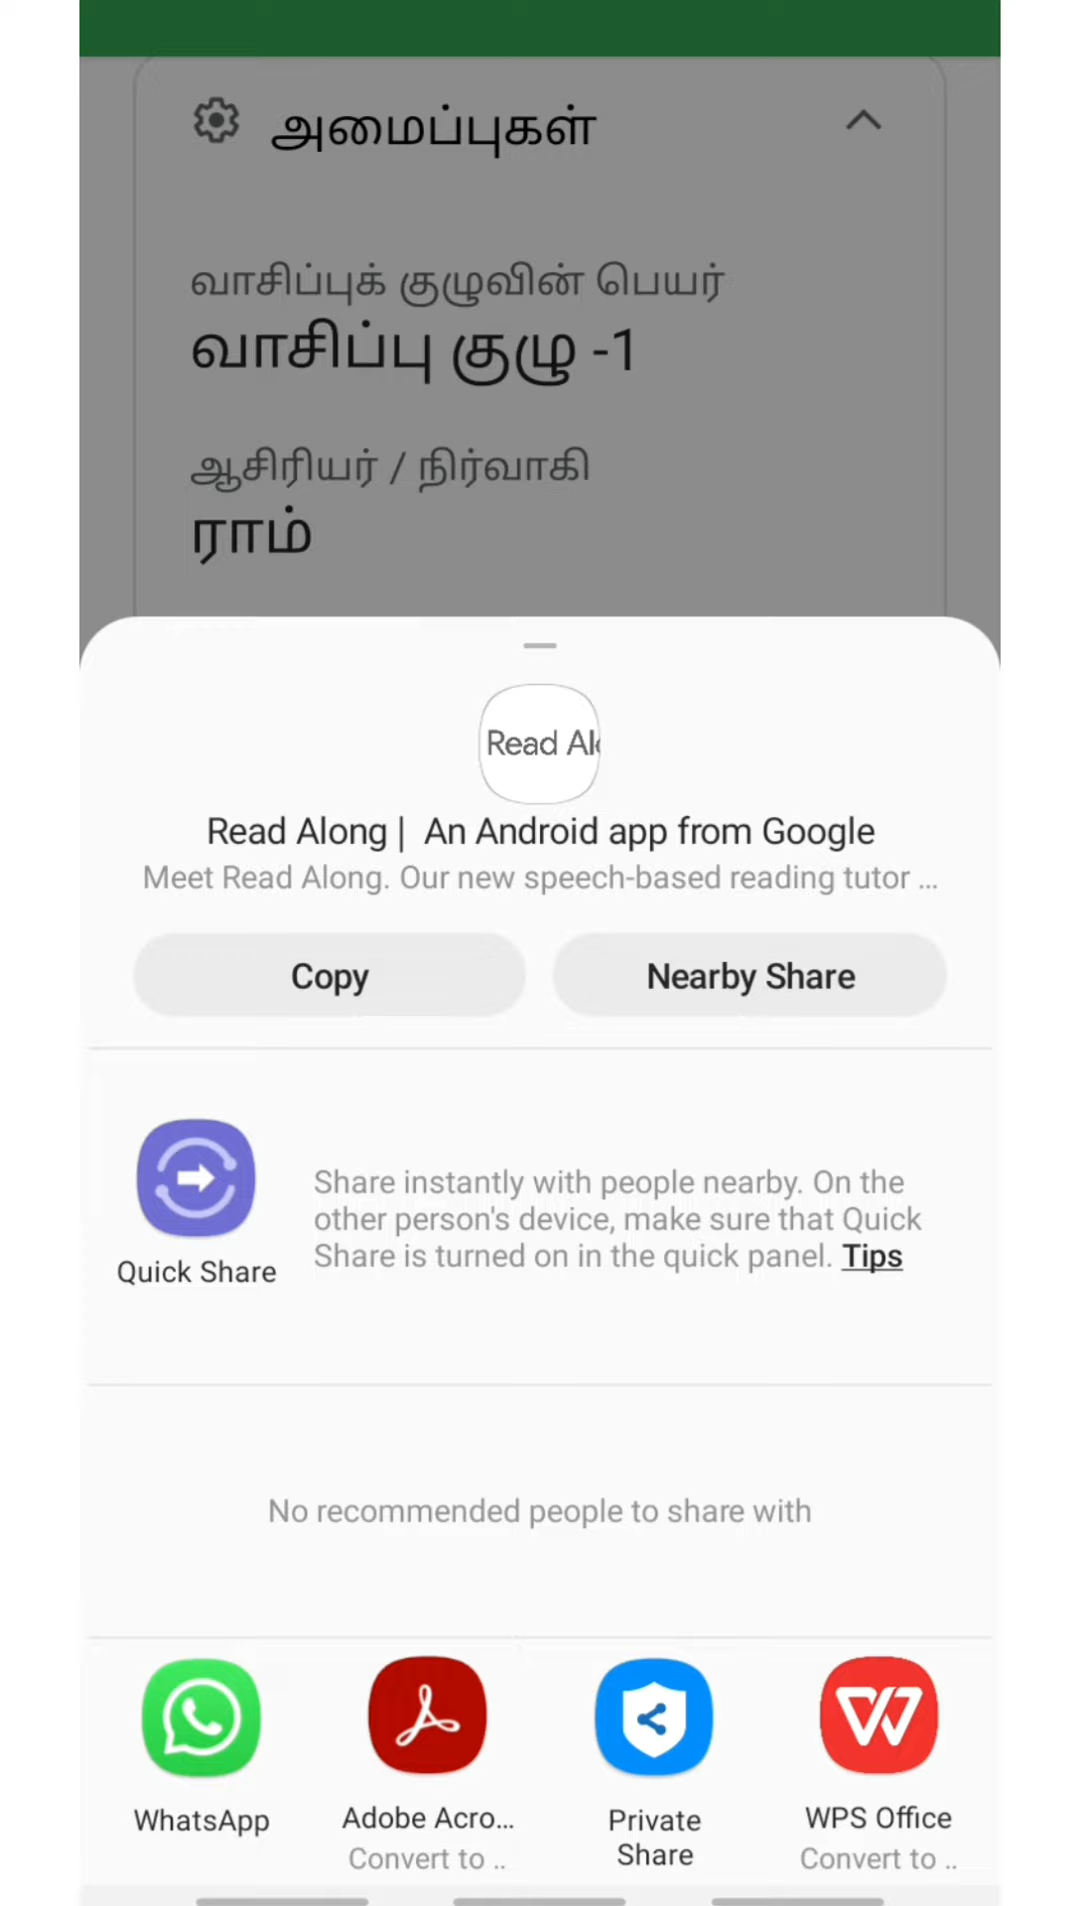 அமைப்புகள்
வாசிப்புக் குழுவின் பெயர்
வாசிப்பு குழு -1
ஆசிரியர் / நிர்வாகி
ராம்
Read Al
Read Along | An Android app from Google
Meet Read Along. Our new speech-based reading tutor ...
Copy
Nearby Share
Share instantly with people nearby. On the
other person's device, make sure that Quick
Share is turned on in the quick panel. Tips
Quick Share
No recommended people to share with
WhatsApp
Adobe Acro...
Convert to ..
Private
Share
WPS Office
Convert to ..